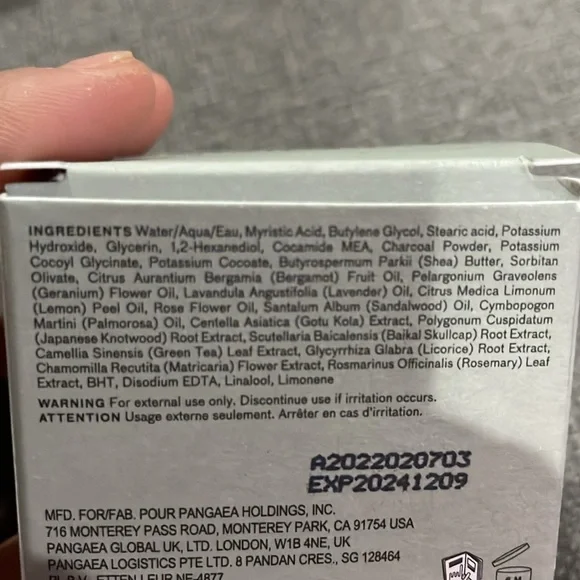 INGREDIENTS Water/Aqua/Eau, Myristic Acid, Butylene Glycol, Stearic acid, Potassium
Hydroxide, Glycerin, 1,2-Hexanediol, Cocamide MEA, Charcoal Powder, Potassium
Cocoyl Glycinate, Potassium Cocoate, Butyrospermum Parkii (Shea) Butter, Sorbitan
Olivate, Citrus Aurantium Bergamia (Bergamot) Fruit Oil, Pelargonium Graveolens
(Geranium) Flower Oil, Lavandula Angustifolia (Lavender) Oil, Citrus Medica Limonum
(Lemon) Peel Oil, Rose Flower Oil, Santalum Album (Sandalwood) Oil, Cymbopogon
Martini (Palmorosa) Oil, Centella Asiatica (Gotu Kola) Extract, Polygonum Cuspidatum
(Japanese Knotwood) Root Extract, Scutellaria Baicalensis (Baikal Skullcap) Root Extract,
Camellia Sinensis (Green Tea) Leaf Extract, Glycyrrhiza Glabra (Licorice) Root Extract,
Chamomilla Recutita (Matricaria) Flower Extract, Rosmarinus Officinalis (Rosemary) Leaf
Extract, BHT, Disodium EDTA, Linalool, Limonene
WARNING For external use only. Discontinue use if irritation occurs.
ATTENTION Usage externe seulement. Arrêter en cas d'irritation.
A2022020703
EXP20241209
MFD. FOR/FAB. POUR PANGAEA HOLDINGS, INC.
716 MONTEREY PASS ROAD, MONTEREY PARK, CA 91754 USA
PANGAEA GLOBAL UK, LTD. LONDON, W1B 4NE, UK
PANGAEA LOGISTICS PTE LTD. 8 PANDAN CRES., SG 128464